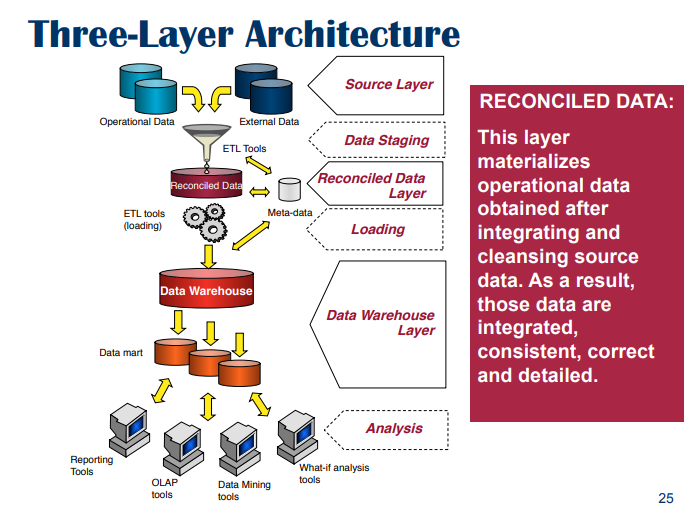 Three-Layer Architecture
Operational Data
External Data
Source Layer
ETL Tools
Data Staging
Reconciled Data
Meta-data
Reconciled Data
Layer
ETL tools
(loading)
Loading
Data Warehouse
Data Warehouse
Layer
Data mart
Analysis
Reporting
Tools
OLAP
tools
Data Mining
tools
What-if analysis
tools
RECONCILED DATA:
This layer
materializes
operational data
obtained after
integrating and
cleansing source
data. As a result,
those data are
integrated,
consistent, correct
and detailed.
25